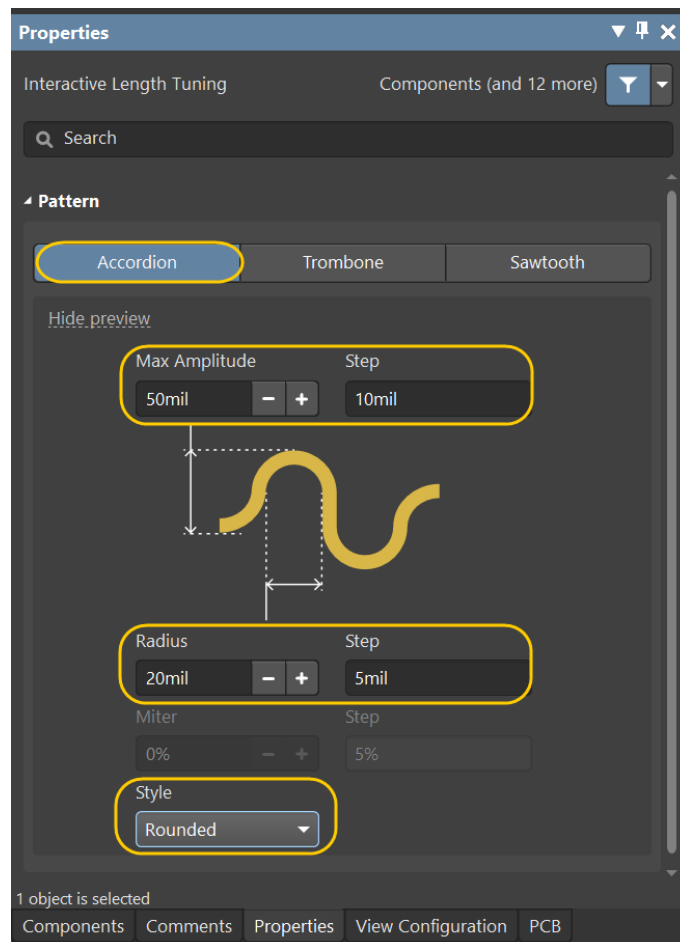 Properties
Interactive Length Tuning Components (and 12 more)
Search
Pattern
Accordion Trombone Sawtooth
Hide preview
Max Amplitude Step
50mil 10mil
Radius Step
20mil 5mil
Miter Step
0% 5%
Style
Rounded
1 object is selected
Components Comments Properties View Configuration PCB